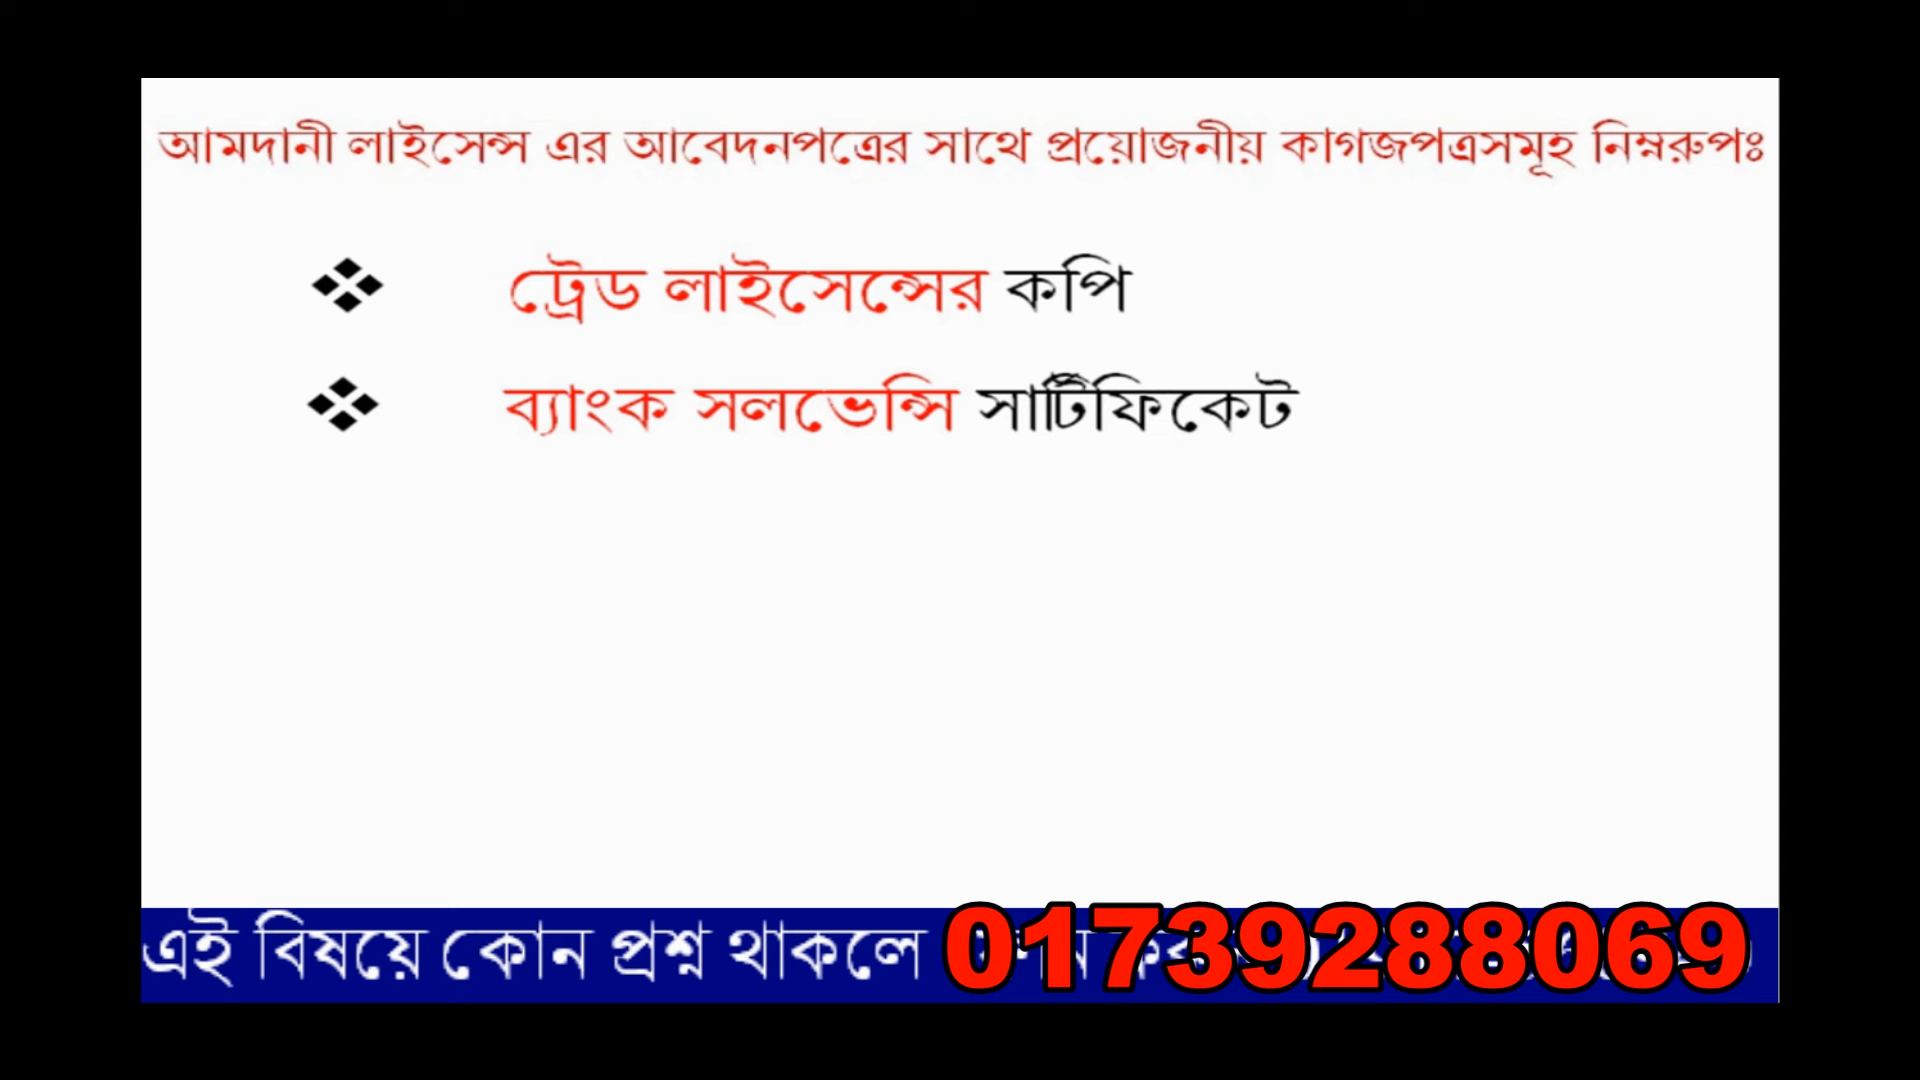 আমদানী লাইসেন্স এর আবেদনপত্রের সাথে প্রয়োজনীয় কাগজপত্রসমূহ নিম্নরুপঃ
❖ ট্রেড লাইসেন্সের কপি
❖ ব্যাংক সলভেন্সি সার্টিফিকেট
এই বিষয়ে কোন প্রশ্ন থাকলে 01739288069